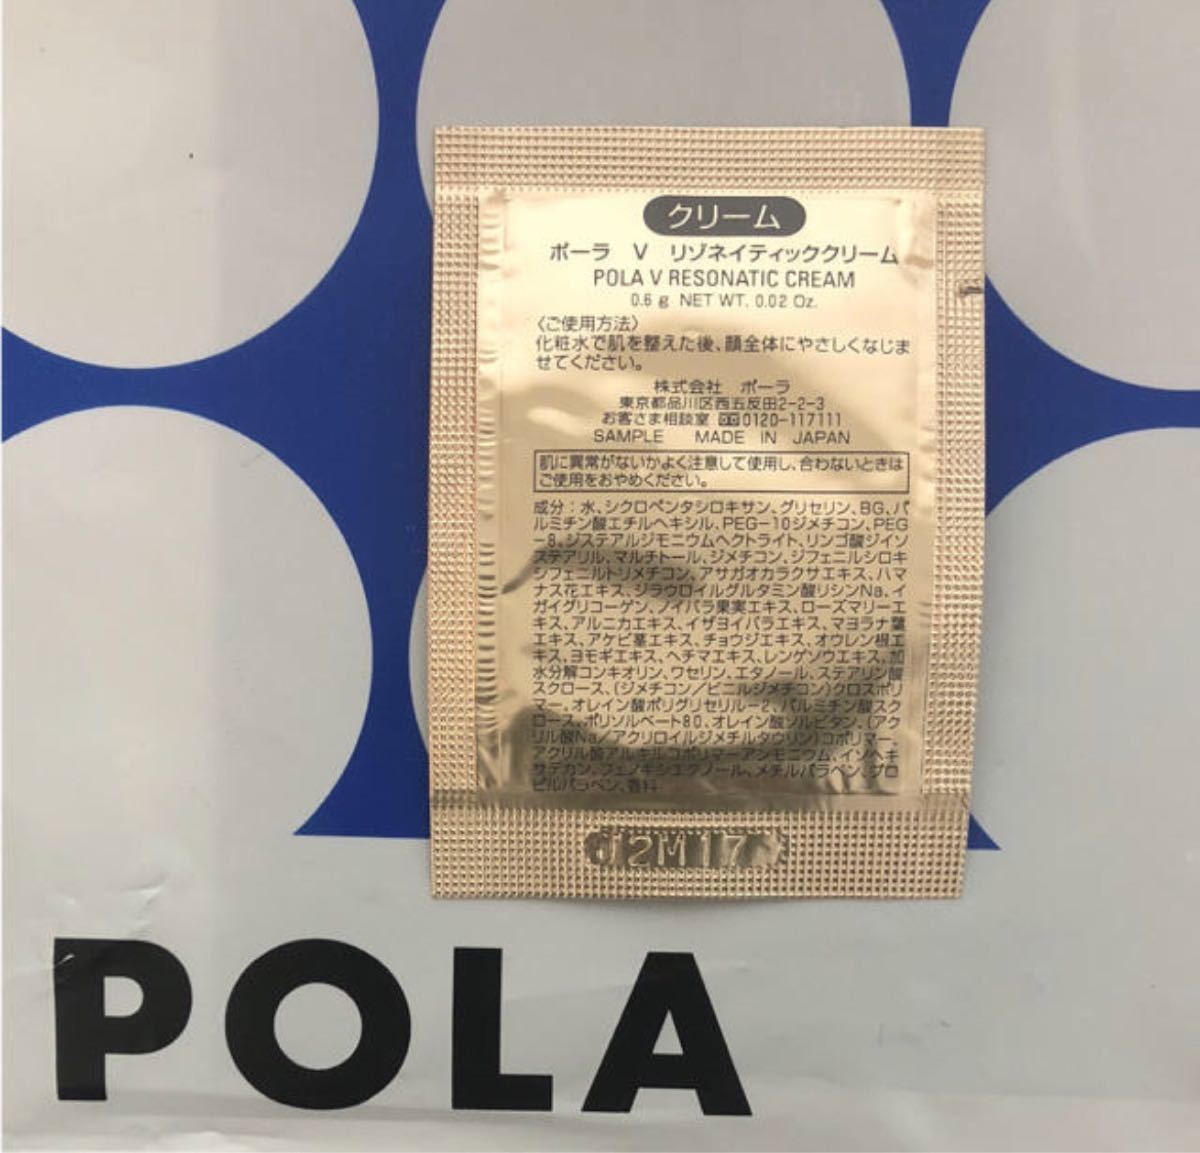 クリーム
ポーラ V リゾネイティッククリーム
POLA V RESONATIC CREAM
0.6 g NET WT. 0.02 Oz.
〈ご使用方法〉
化粧水で肌を整えた後、顔全体にやさしくなじま
せてください。
株式会社 ポーラ
東京都品川区西五反田2-2-3
お客さま相談室 0120-117111
SAMPLE MADE IN JAPAN
肌に異常がないかよく注意して使用し、合わないときは
ご使用をおやめください。
成分：水、シクロペンタシロキサン、グリセリン、BG、パ
ルミチン酸エチルヘキシル、PEG-10ジメチコン、PEG
-8、ジステアルジモニウムヘクトライト、リンゴ酸ジイソ
ステアリル、マルチトール、ジメチコン、ジフェニルシロキ
シフェニルトリメチコン、アサガオカラクサエキス、ハマ
ナス花エキス、ジラウロイルグルタミン酸リシンNa、イ
ガイグリコーゲン、ノイバラ果実エキス、ローズマリーエ
キス、アルニカエキス、イザヨイバラエキス、マヨラナ葉
エキス、アケビ茎エキス、チョウジエキス、オウレン根エ
キス、ヨモギエキス、ヘチマエキス、レンゲソウエキス、加
水分解コンキオリン、ワセリン、エタノール、ステアリン酸
スクロース、(ジメチコン/ビニルジメチコン)クロスポリ
マー、オレイン酸ポリグリセリル-2、パルミチン酸スク
ロース、ポリソルベート80、オレイン酸ソルビタン、(アク
リル酸Na/アクリロイルジメチルタウリン)コポリマー、
アクリル酸アルキルコポリマーアンモニウム、イソヘキ
サデカン、フェノキシエタノール、メチルパラベン、プロ
ピルパラベン、香料
J2M17
POLA